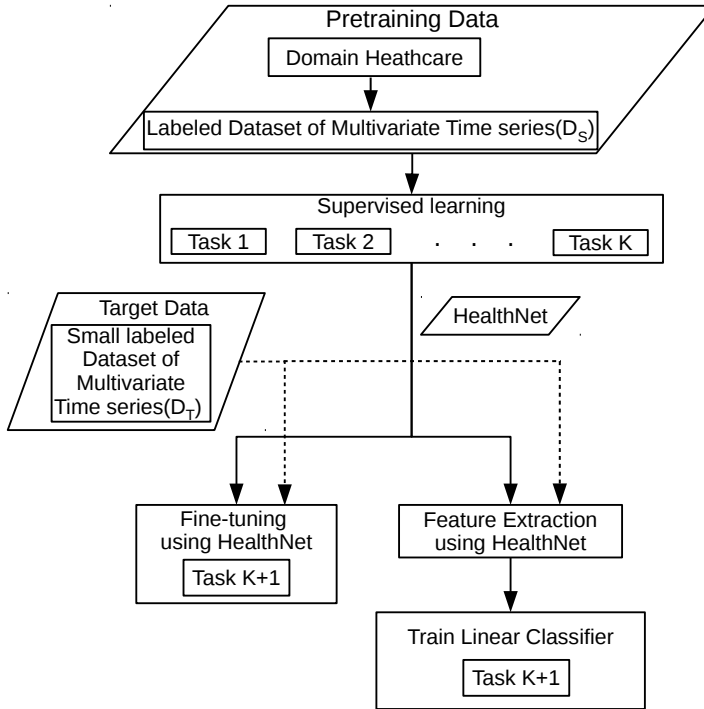 Pretraining Data
Domain Heathcare
Labeled Dataset of Multivariate Time series(D_S)
Supervised learning
Task 1 Task 2 . . . Task K
HealthNet
Target Data
Small labeled
Dataset of
Multivariate
Time series(D_T)
Fine-tuning
using HealthNet
Task K+1
Feature Extraction
using HealthNet
Train Linear Classifier
Task K+1